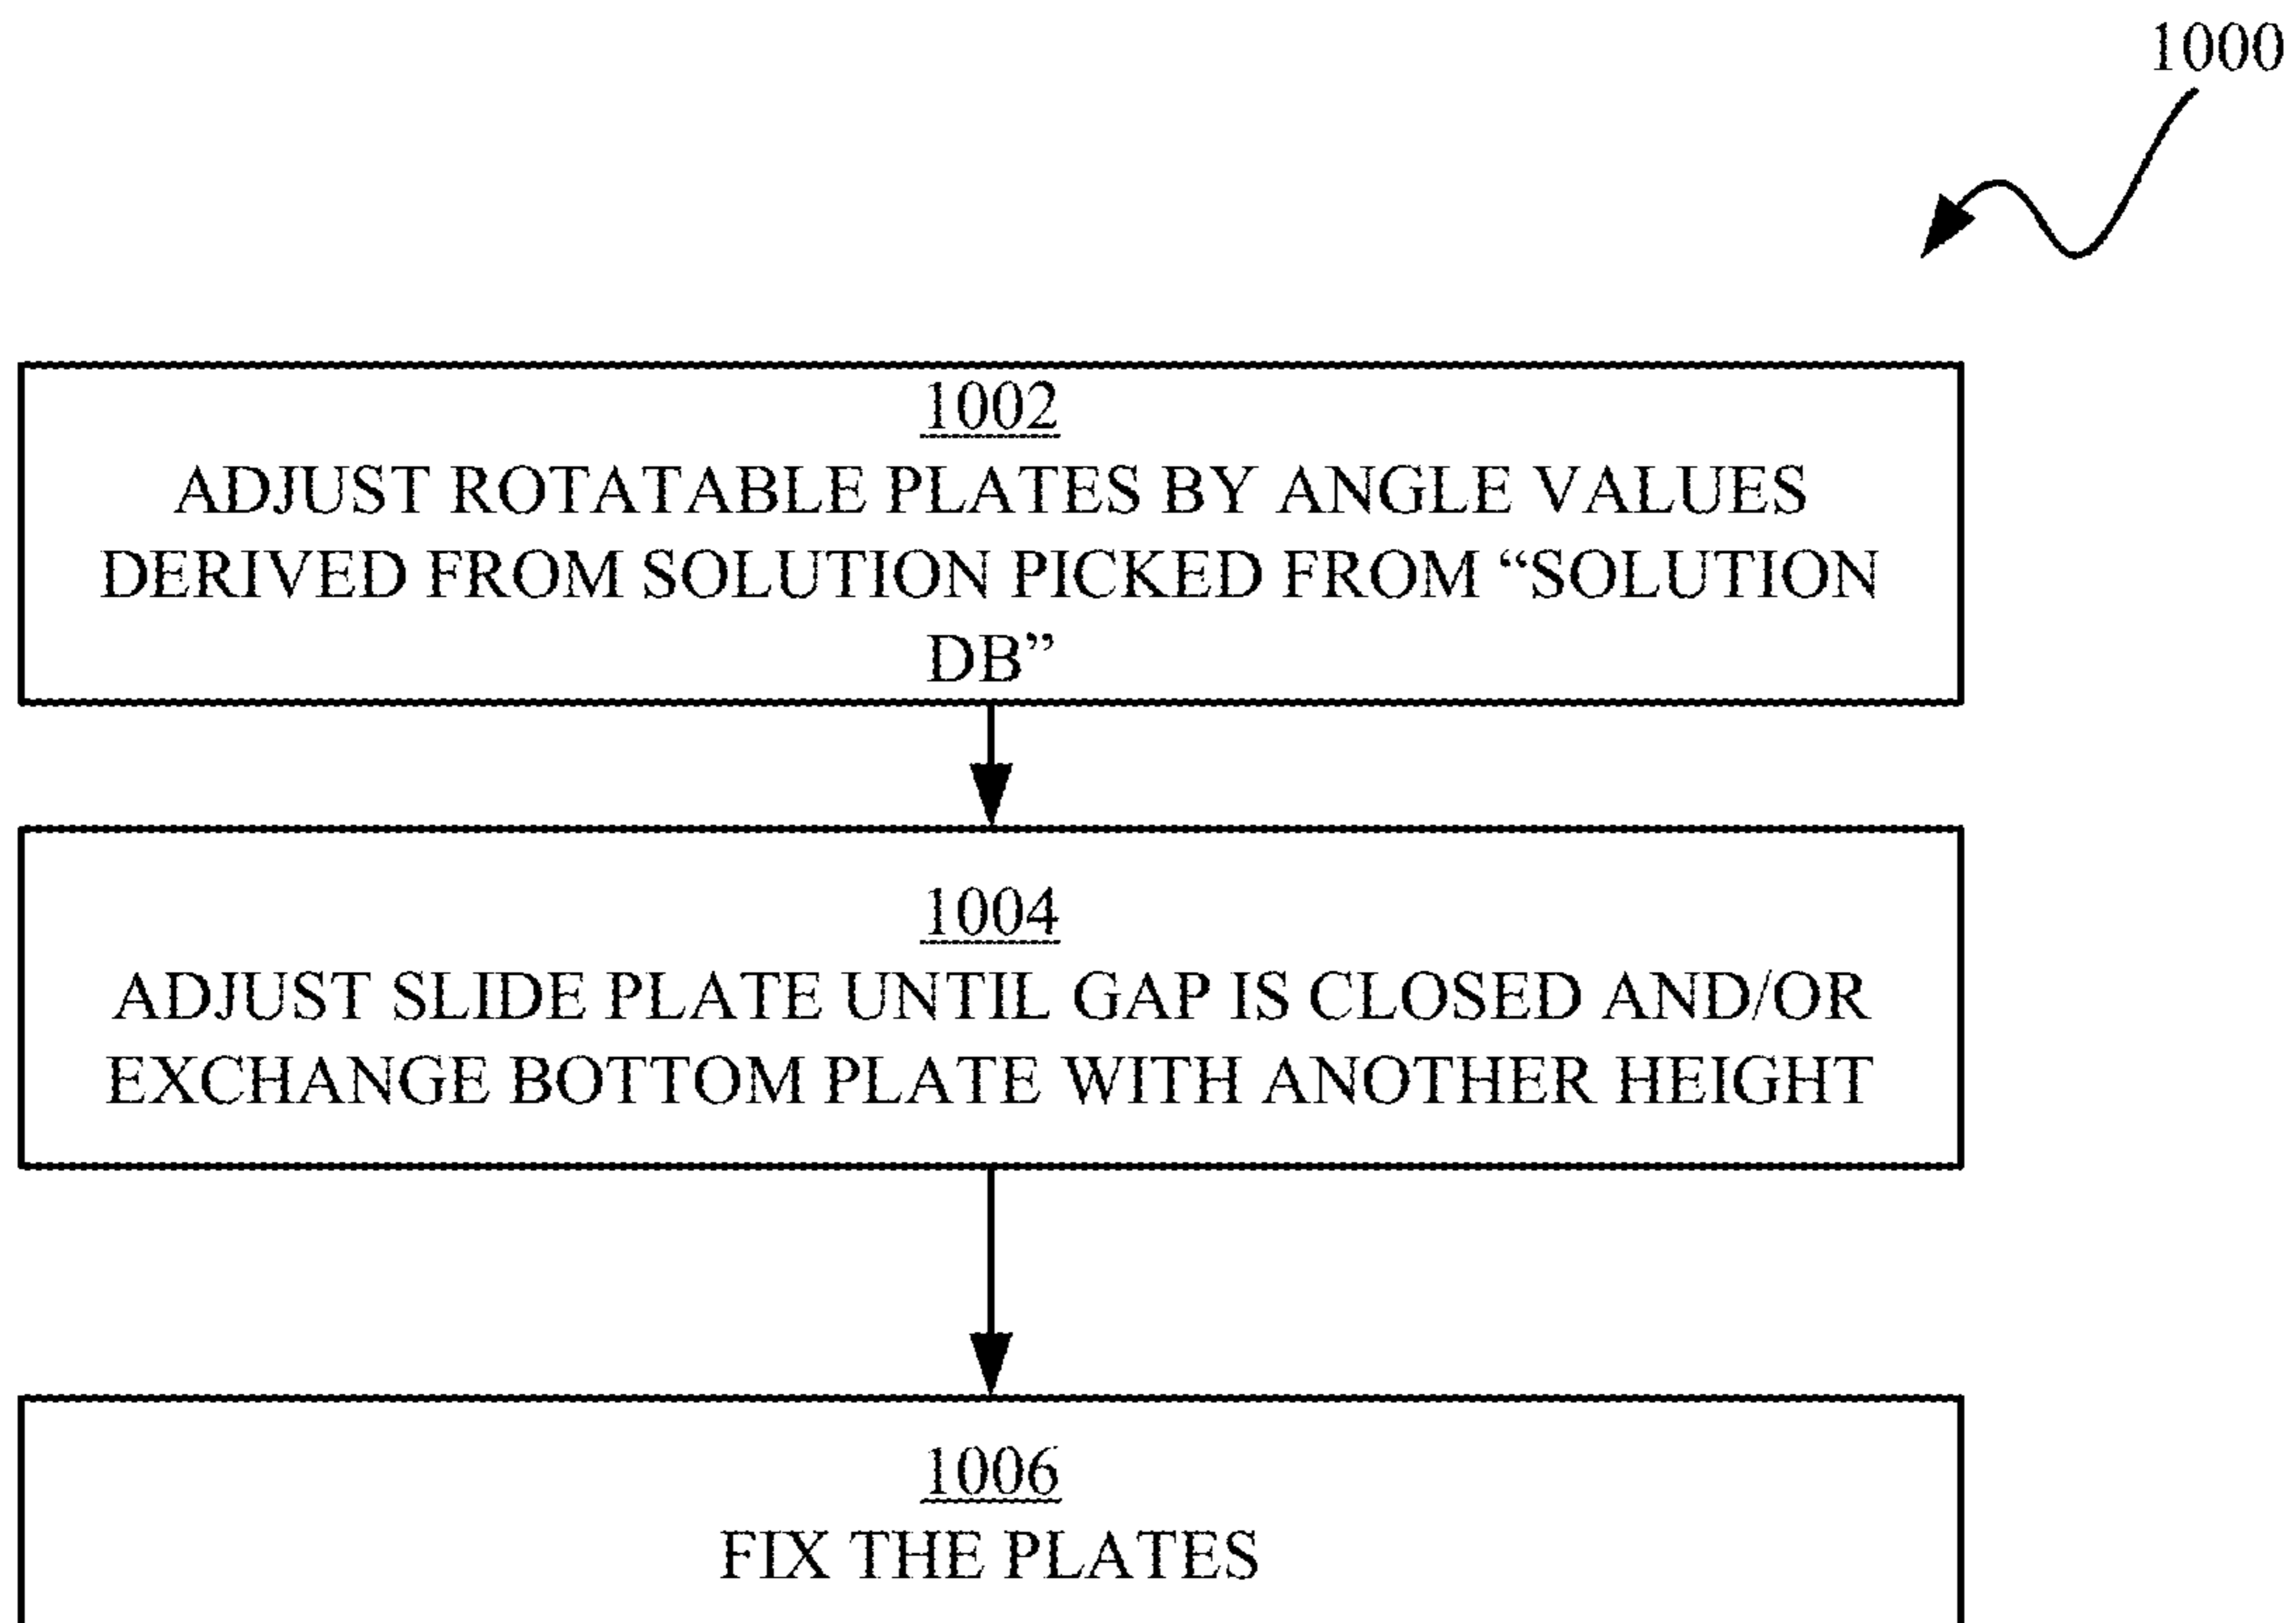 1000
1002
ADJUST ROTATABLE PLATES BY ANGLE VALUES
DERIVED FROM SOLUTION PICKED FROM “SOLUTION
DB”
1004
ADJUST SLIDE PLATE UNTIL GAP IS CLOSED AND/OR
EXCHANGE BOTTOM PLATE WITH ANOTHER HEIGHT
1006
FIX THE PLATES